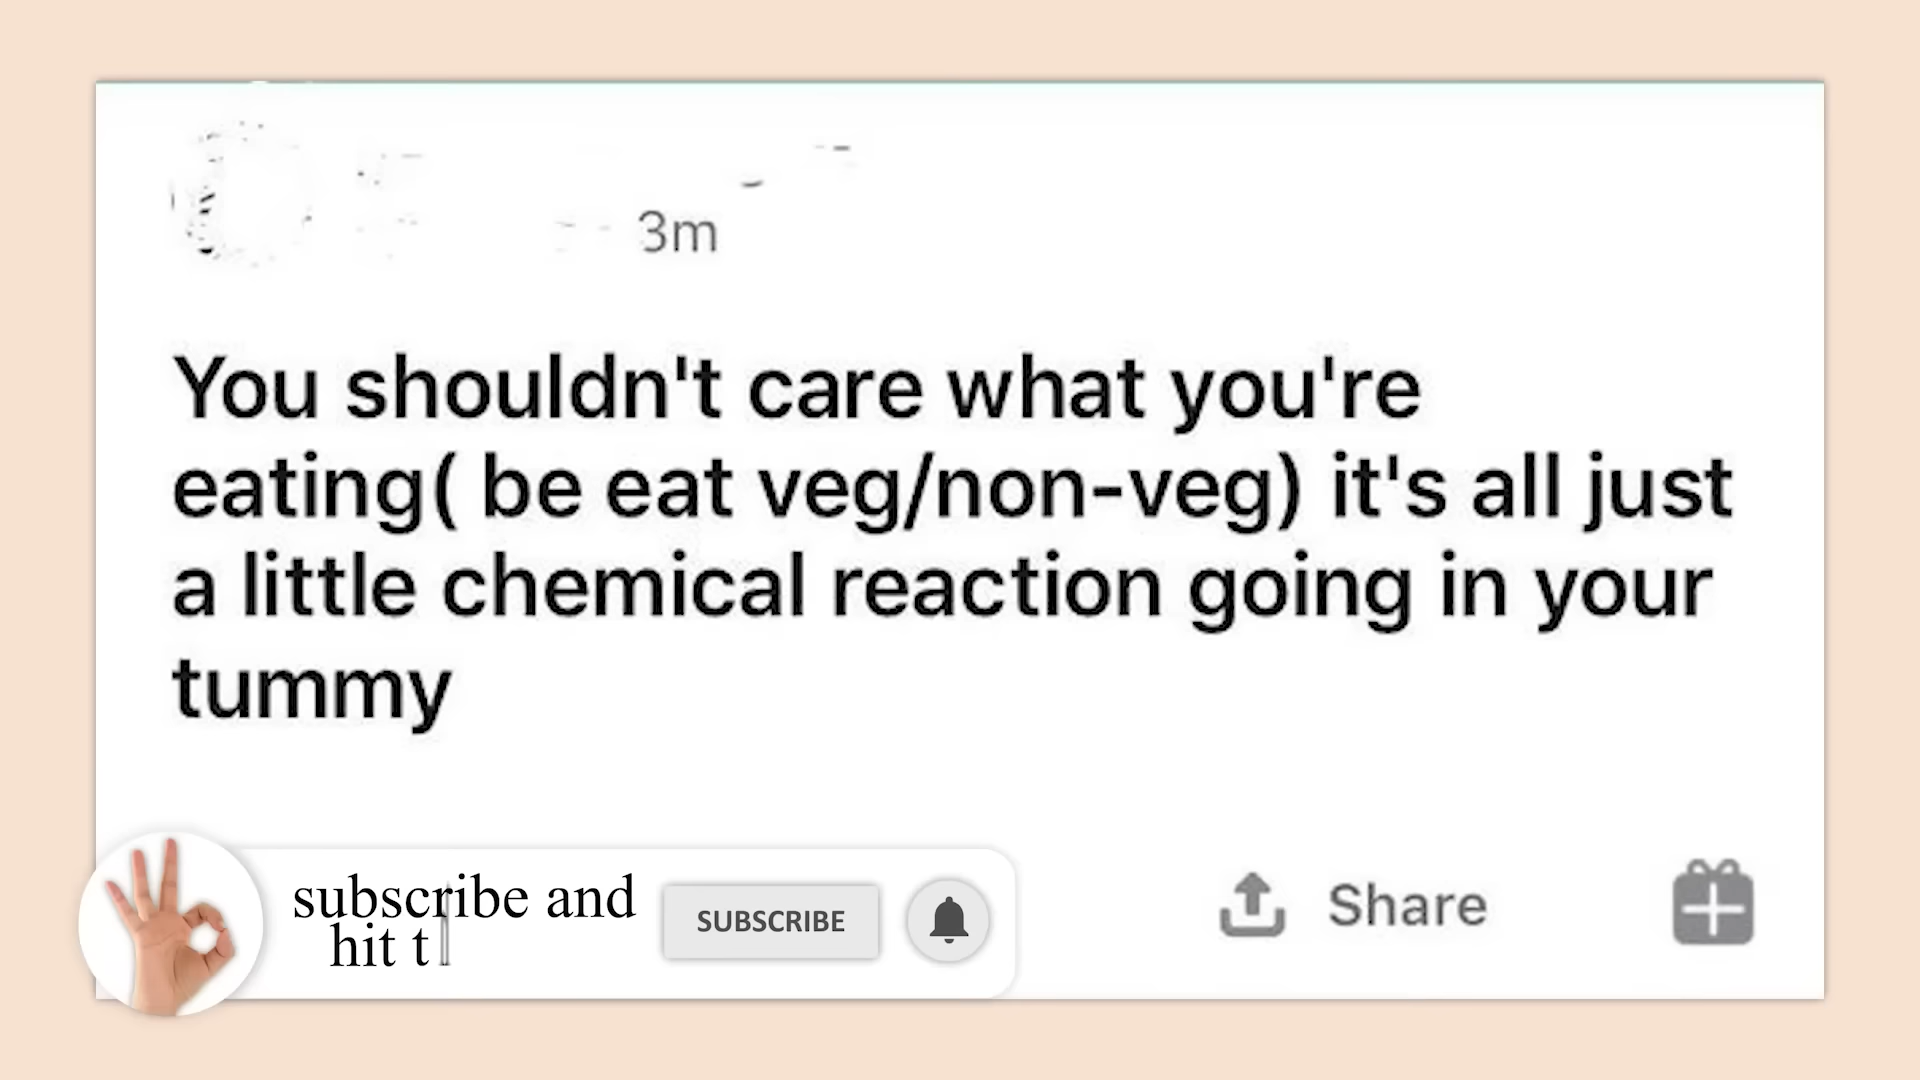 3m
You shouldn't care what you're
eating( be eat veg/non-veg) it's all just
a little chemical reaction going in your
tummy
subscribe and
hit t
SUBSCRIBE
Share